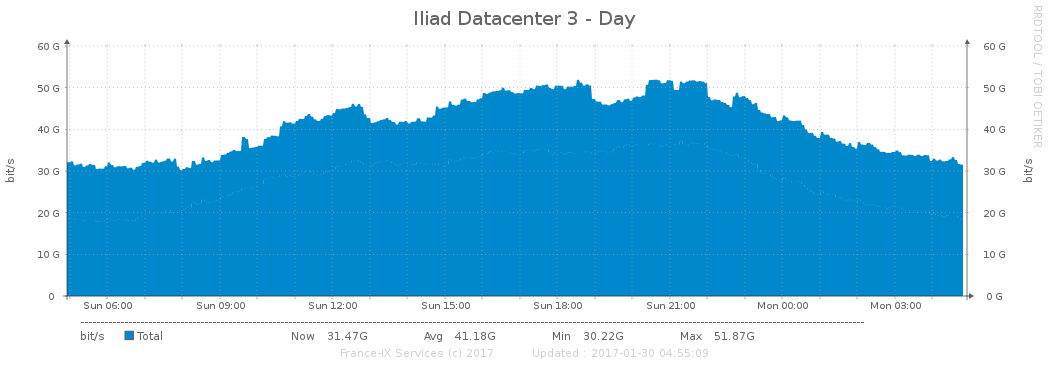 Iliad Datacenter 3 - Day
RRDTOOL / TOBI OETIKER
60 G 60 G
50 G 50 G
40 G 40 G
30 G 30 G
20 G 20 G
10 G 10 G
0 0 G
bit/s
bit/s
Sun 06:00 Sun 09:00 Sun 12:00 Sun 15:00 Sun 18:00 Sun 21:00 Mon 00:00 Mon 03:00
bit/s Total Now 31.47G Avg 41.18G Min 30.22G Max 51.87G
France-IX Services (c) 2017 Updated : 2017-01-30 04:55:09